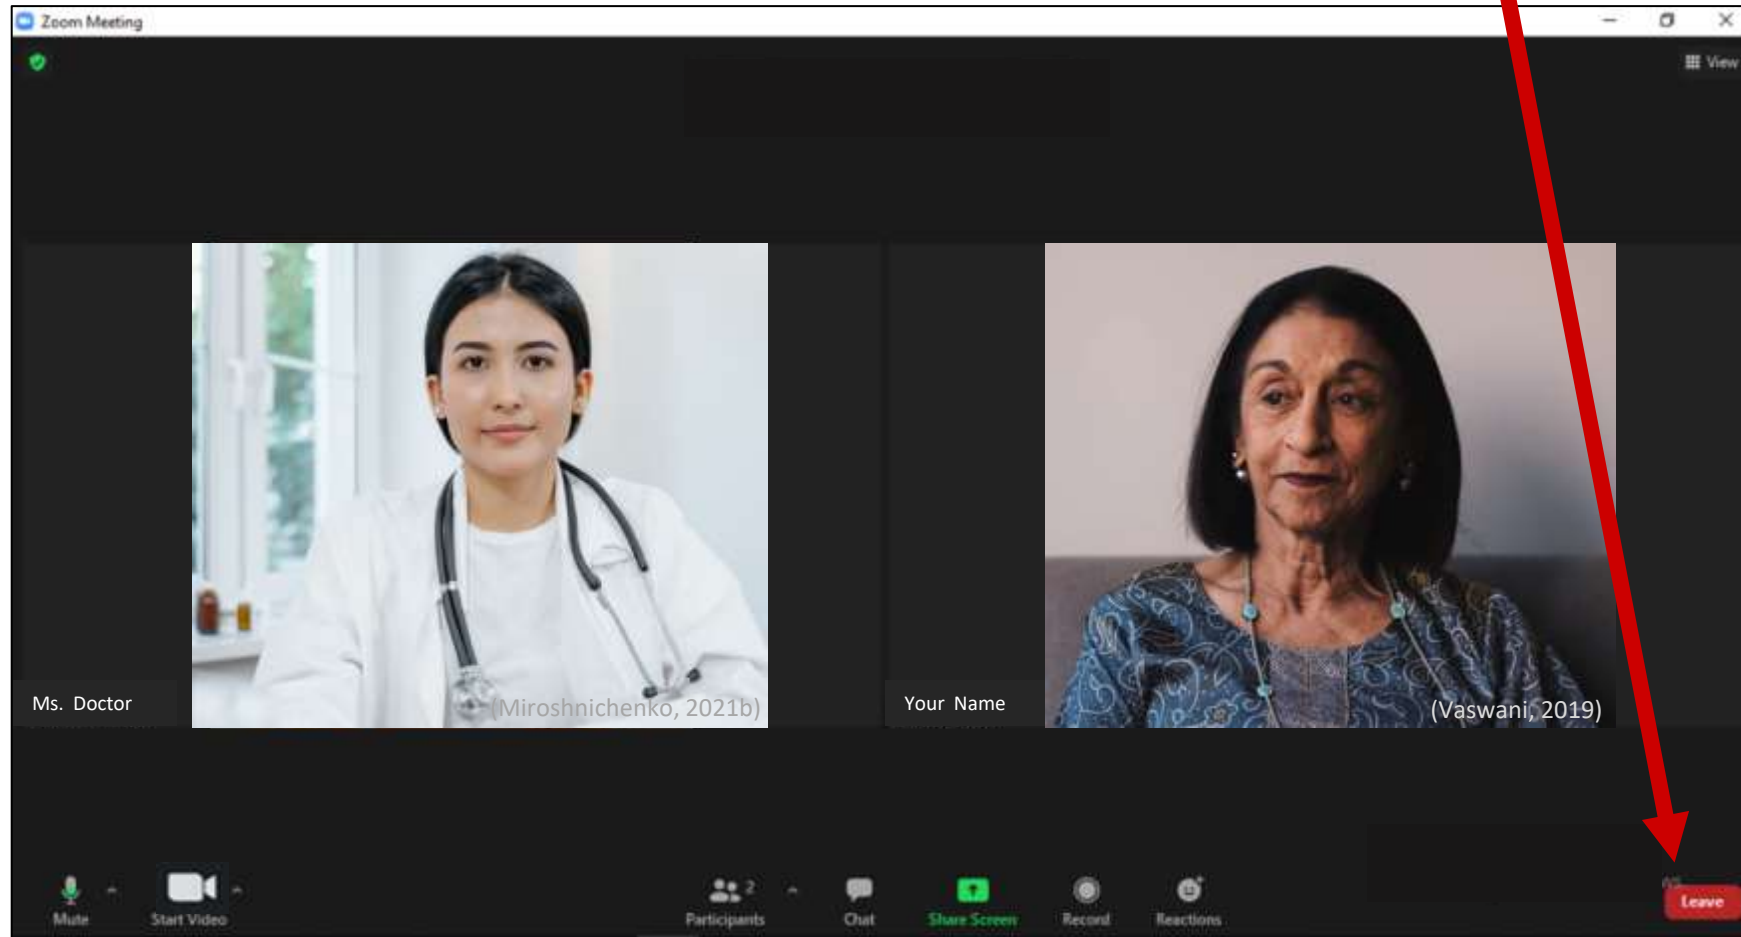 Zoom Meeting
View
Ms. Doctor
(Miroshnichenko, 2021b)
Your Name
(Vaswani, 2019)
Mute
Start Video
Participants
2
Chat
Share Screen
Record
Reactions
Leave